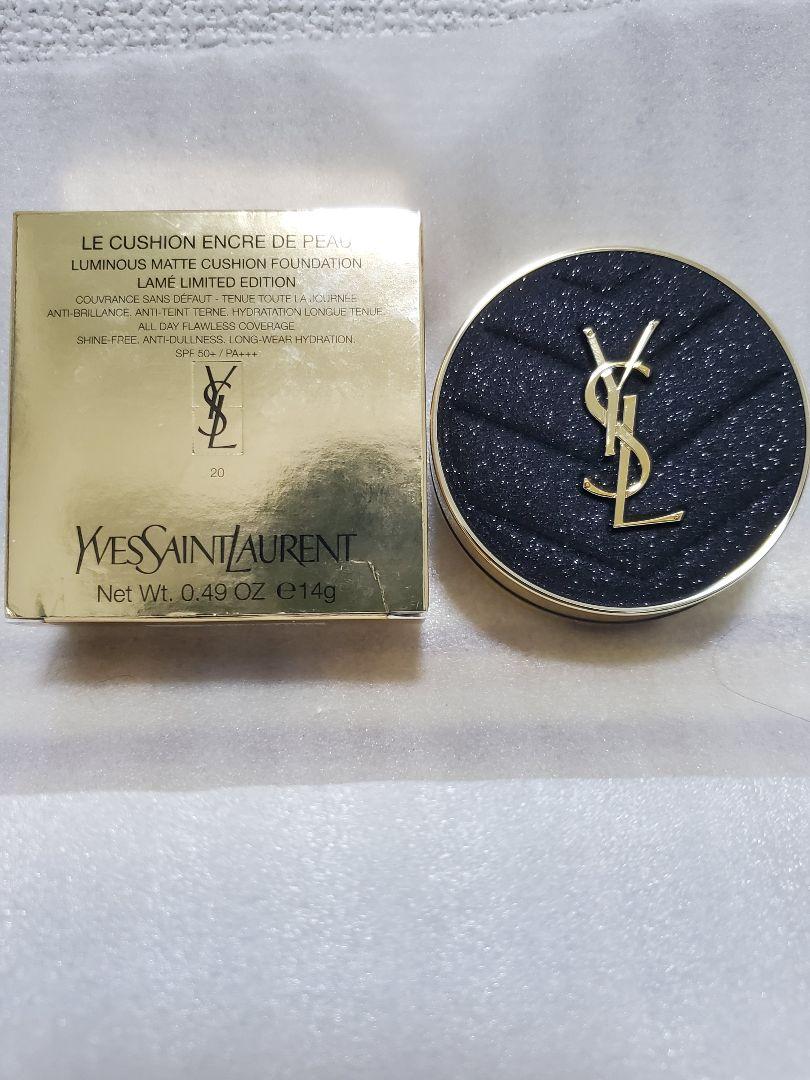 LE CUSHION ENCRE DE PEAU
LUMINOUS MATTE CUSHION FOUNDATION
LAMÉ LIMITED EDITION
COUVRANCE SANS DÉFAUT - TENUE TOUTE LA JOURNÉE
ANTI-BRILLANCE. ANTI-TEINT TERNE. HYDRATATION LONGUE TENUE.
ALL DAY FLAWLESS COVERAGE
SHINE-FREE. ANTI-DULLNESS. LONG-WEAR HYDRATION.
SPF 50+ / PA+++
YSL
20
YVESSAINTLAURENT
Net Wt. 0.49 OZ ℮14g
YSL